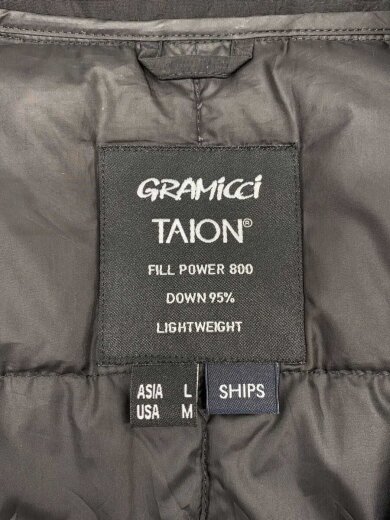 GRAMiCCi
TAION®
FILL POWER 800
DOWN 95%
LIGHTWEIGHT
ASIA L
USA M
SHIPS